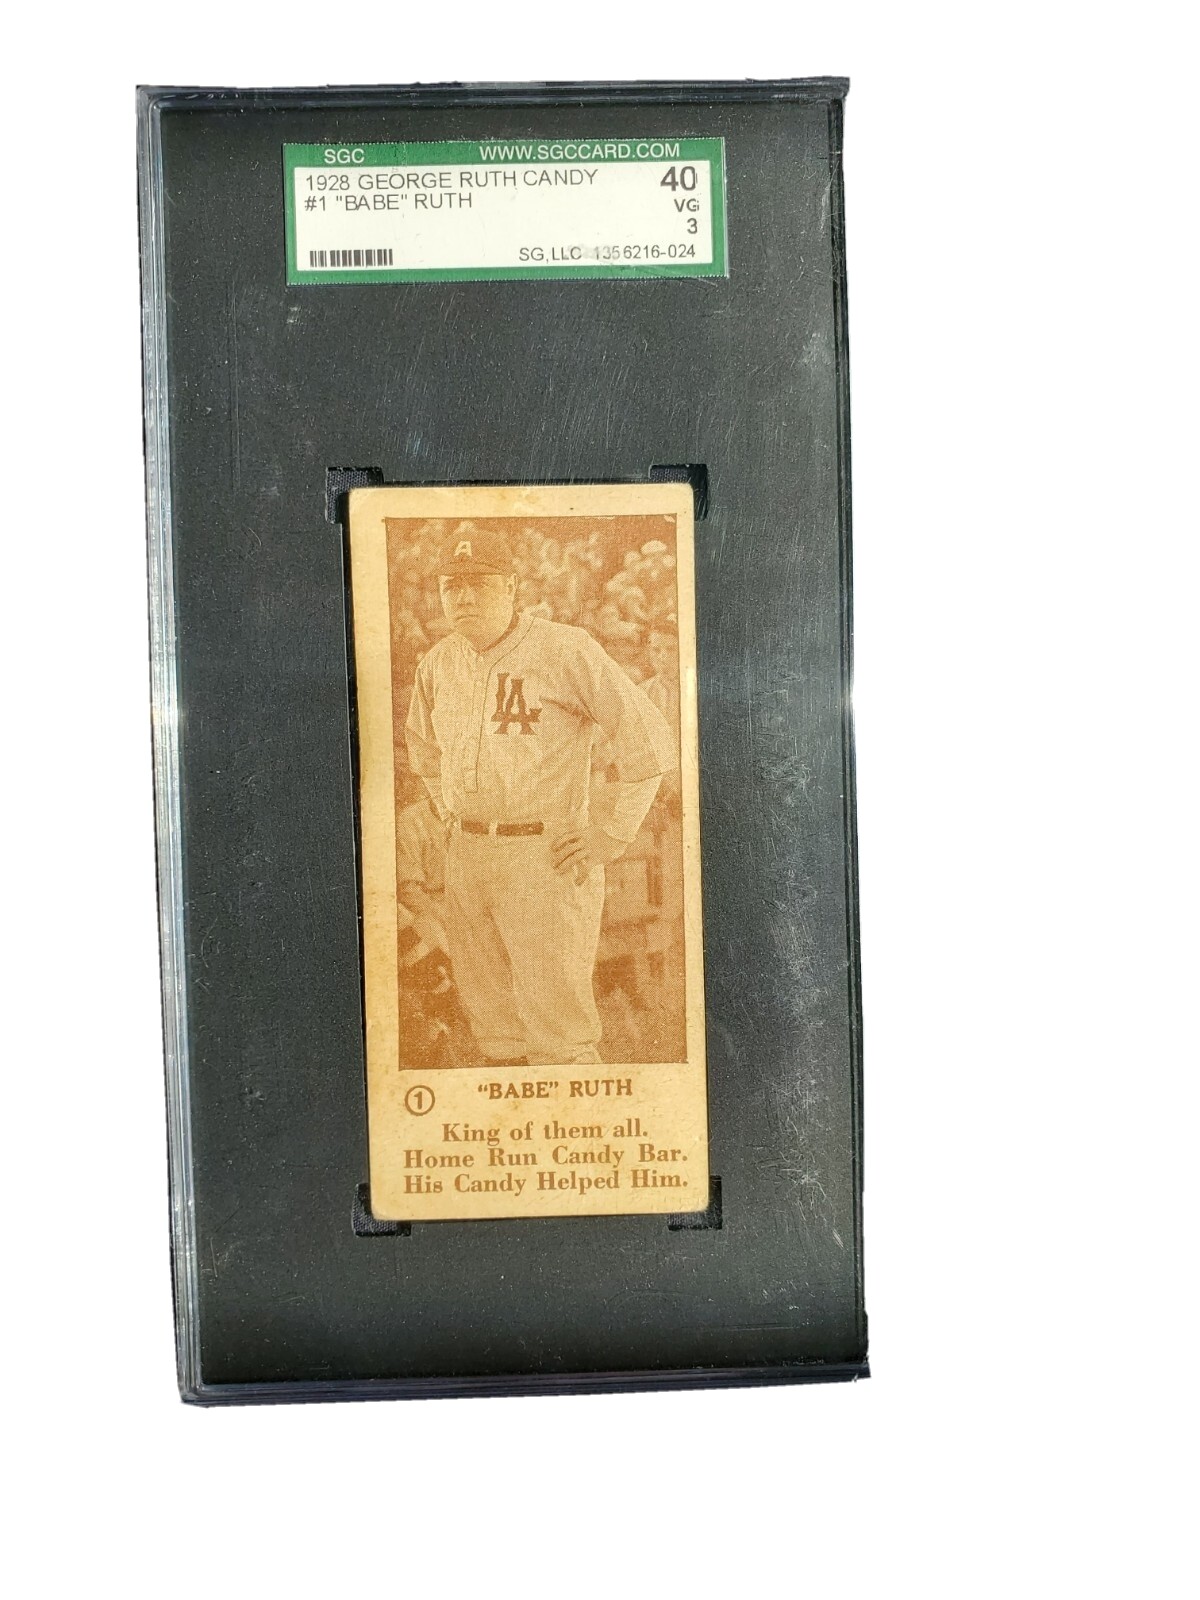 SGC WWW.SGCCARD.COM
1928 GEORGE RUTH CANDY 40
#1 "BABE" RUTH VG
3
SG, LLC 1356216-024
A
LA
1 “BABE” RUTH
King of them all.
Home Run Candy Bar.
His Candy Helped Him.